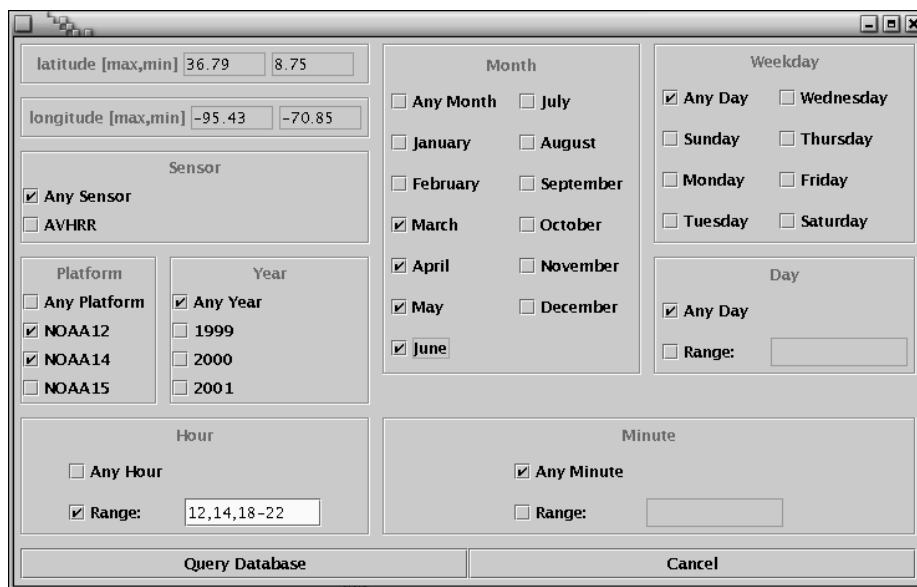 latitude [max,min] 36.79 8.75
longitude [max,min] -95.43 -70.85
Sensor
Any Sensor
AVHRR
Platform
Any Platform
NOAA12
NOAA14
NOAA15
Year
Any Year
1999
2000
2001
Month
Any Month
January
February
March
April
May
June
July
August
September
October
November
December
Weekday
Any Day
Sunday
Monday
Tuesday
Wednesday
Thursday
Friday
Saturday
Day
Any Day
Range:
Hour
Any Hour
Range: 12,14,18-22
Minute
Any Minute
Range:
Query Database
Cancel